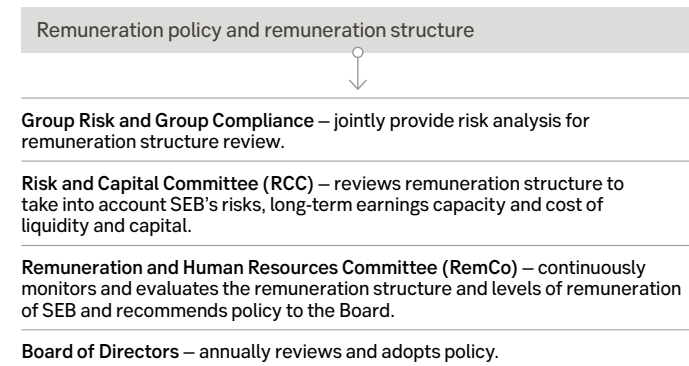 Remuneration policy and remuneration structure
Group Risk and Group Compliance – jointly provide risk analysis for
remuneration structure review.
Risk and Capital Committee (RCC) – reviews remuneration structure to
take into account SEB's risks, long-term earnings capacity and cost of
liquidity and capital.
Remuneration and Human Resources Committee (RemCo) – continuously
monitors and evaluates the remuneration structure and levels of remuneration
of SEB and recommends policy to the Board.
Board of Directors – annually reviews and adopts policy.